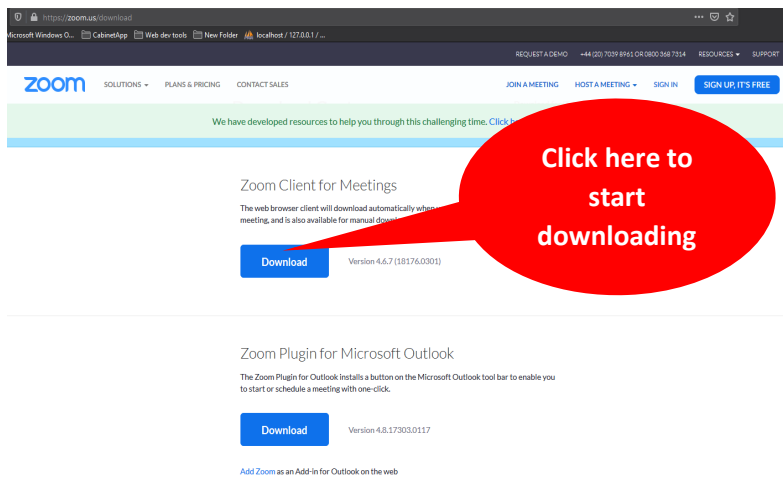 https://zoom.us/download
Microsoft Windows O... CabinetApp Web dev tools New Folder localhost / 127.0.0.1 / ...
REQUEST A DEMO +44 (20) 7039 8961 OR 0800 368 7314 RESOURCES SUPPORT
zoom SOLUTIONS PLANS & PRICING CONTACT SALES JOIN A MEETING HOST A MEETING SIGN IN SIGN UP, IT'S FREE
We have developed resources to help you through this challenging time. Click
Click here to
start
downloading
Zoom Client for Meetings
The web browser client will download automatically when
meeting, and is also available for manual
Download Version 4.6.7 (18176.0301)
Zoom Plugin for Microsoft Outlook
The Zoom Plugin for Outlook installs a button on the Microsoft Outlook tool bar to enable you
to start or schedule a meeting with one-click.
Download Version 4.8.17303.0117
Add Zoom as an Add-in for Outlook on the web